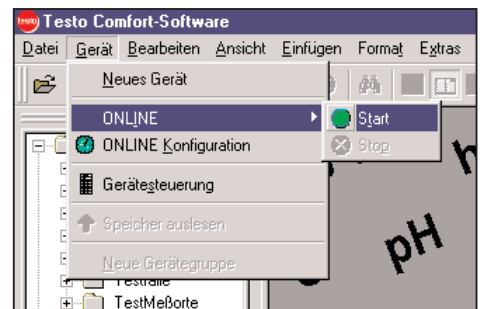 testo Testo Comfort-Software
Datei Gerät Bearbeiten Ansicht Einfügen Format Extras
Neues Gerät
ONLINE Start
ONLINE Konfiguration Stop
Gerätesteuerung
Speicher auslesen
Neue Gerätegruppe
TestMeßorte
pH